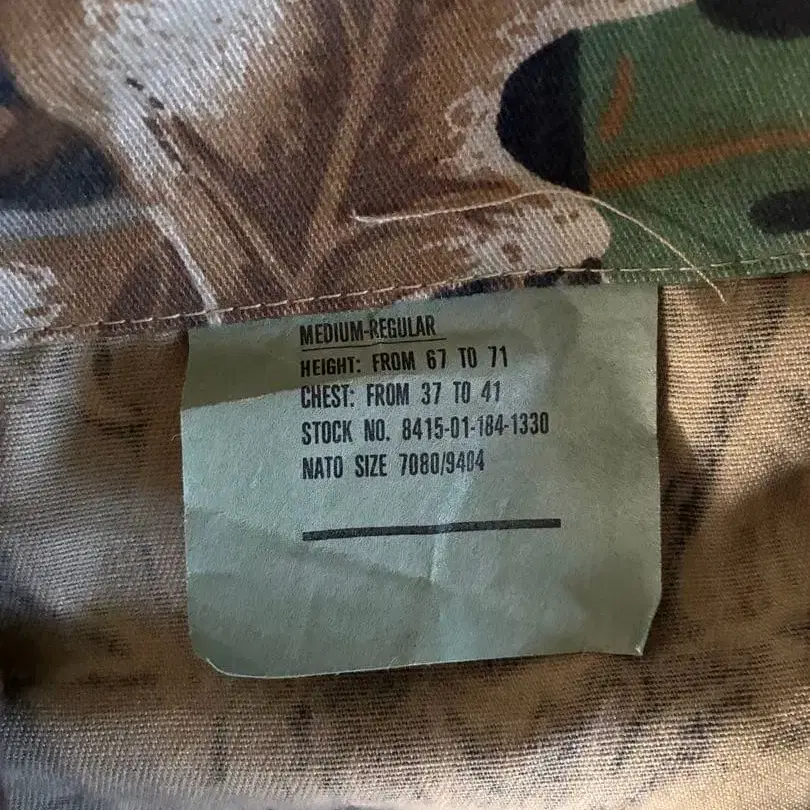 MEDIUM-REGULAR
HEIGHT: FROM 67 TO 71
CHEST: FROM 37 TO 41
STOCK NO. 8415-01-184-1330
NATO SIZE 7080/9404